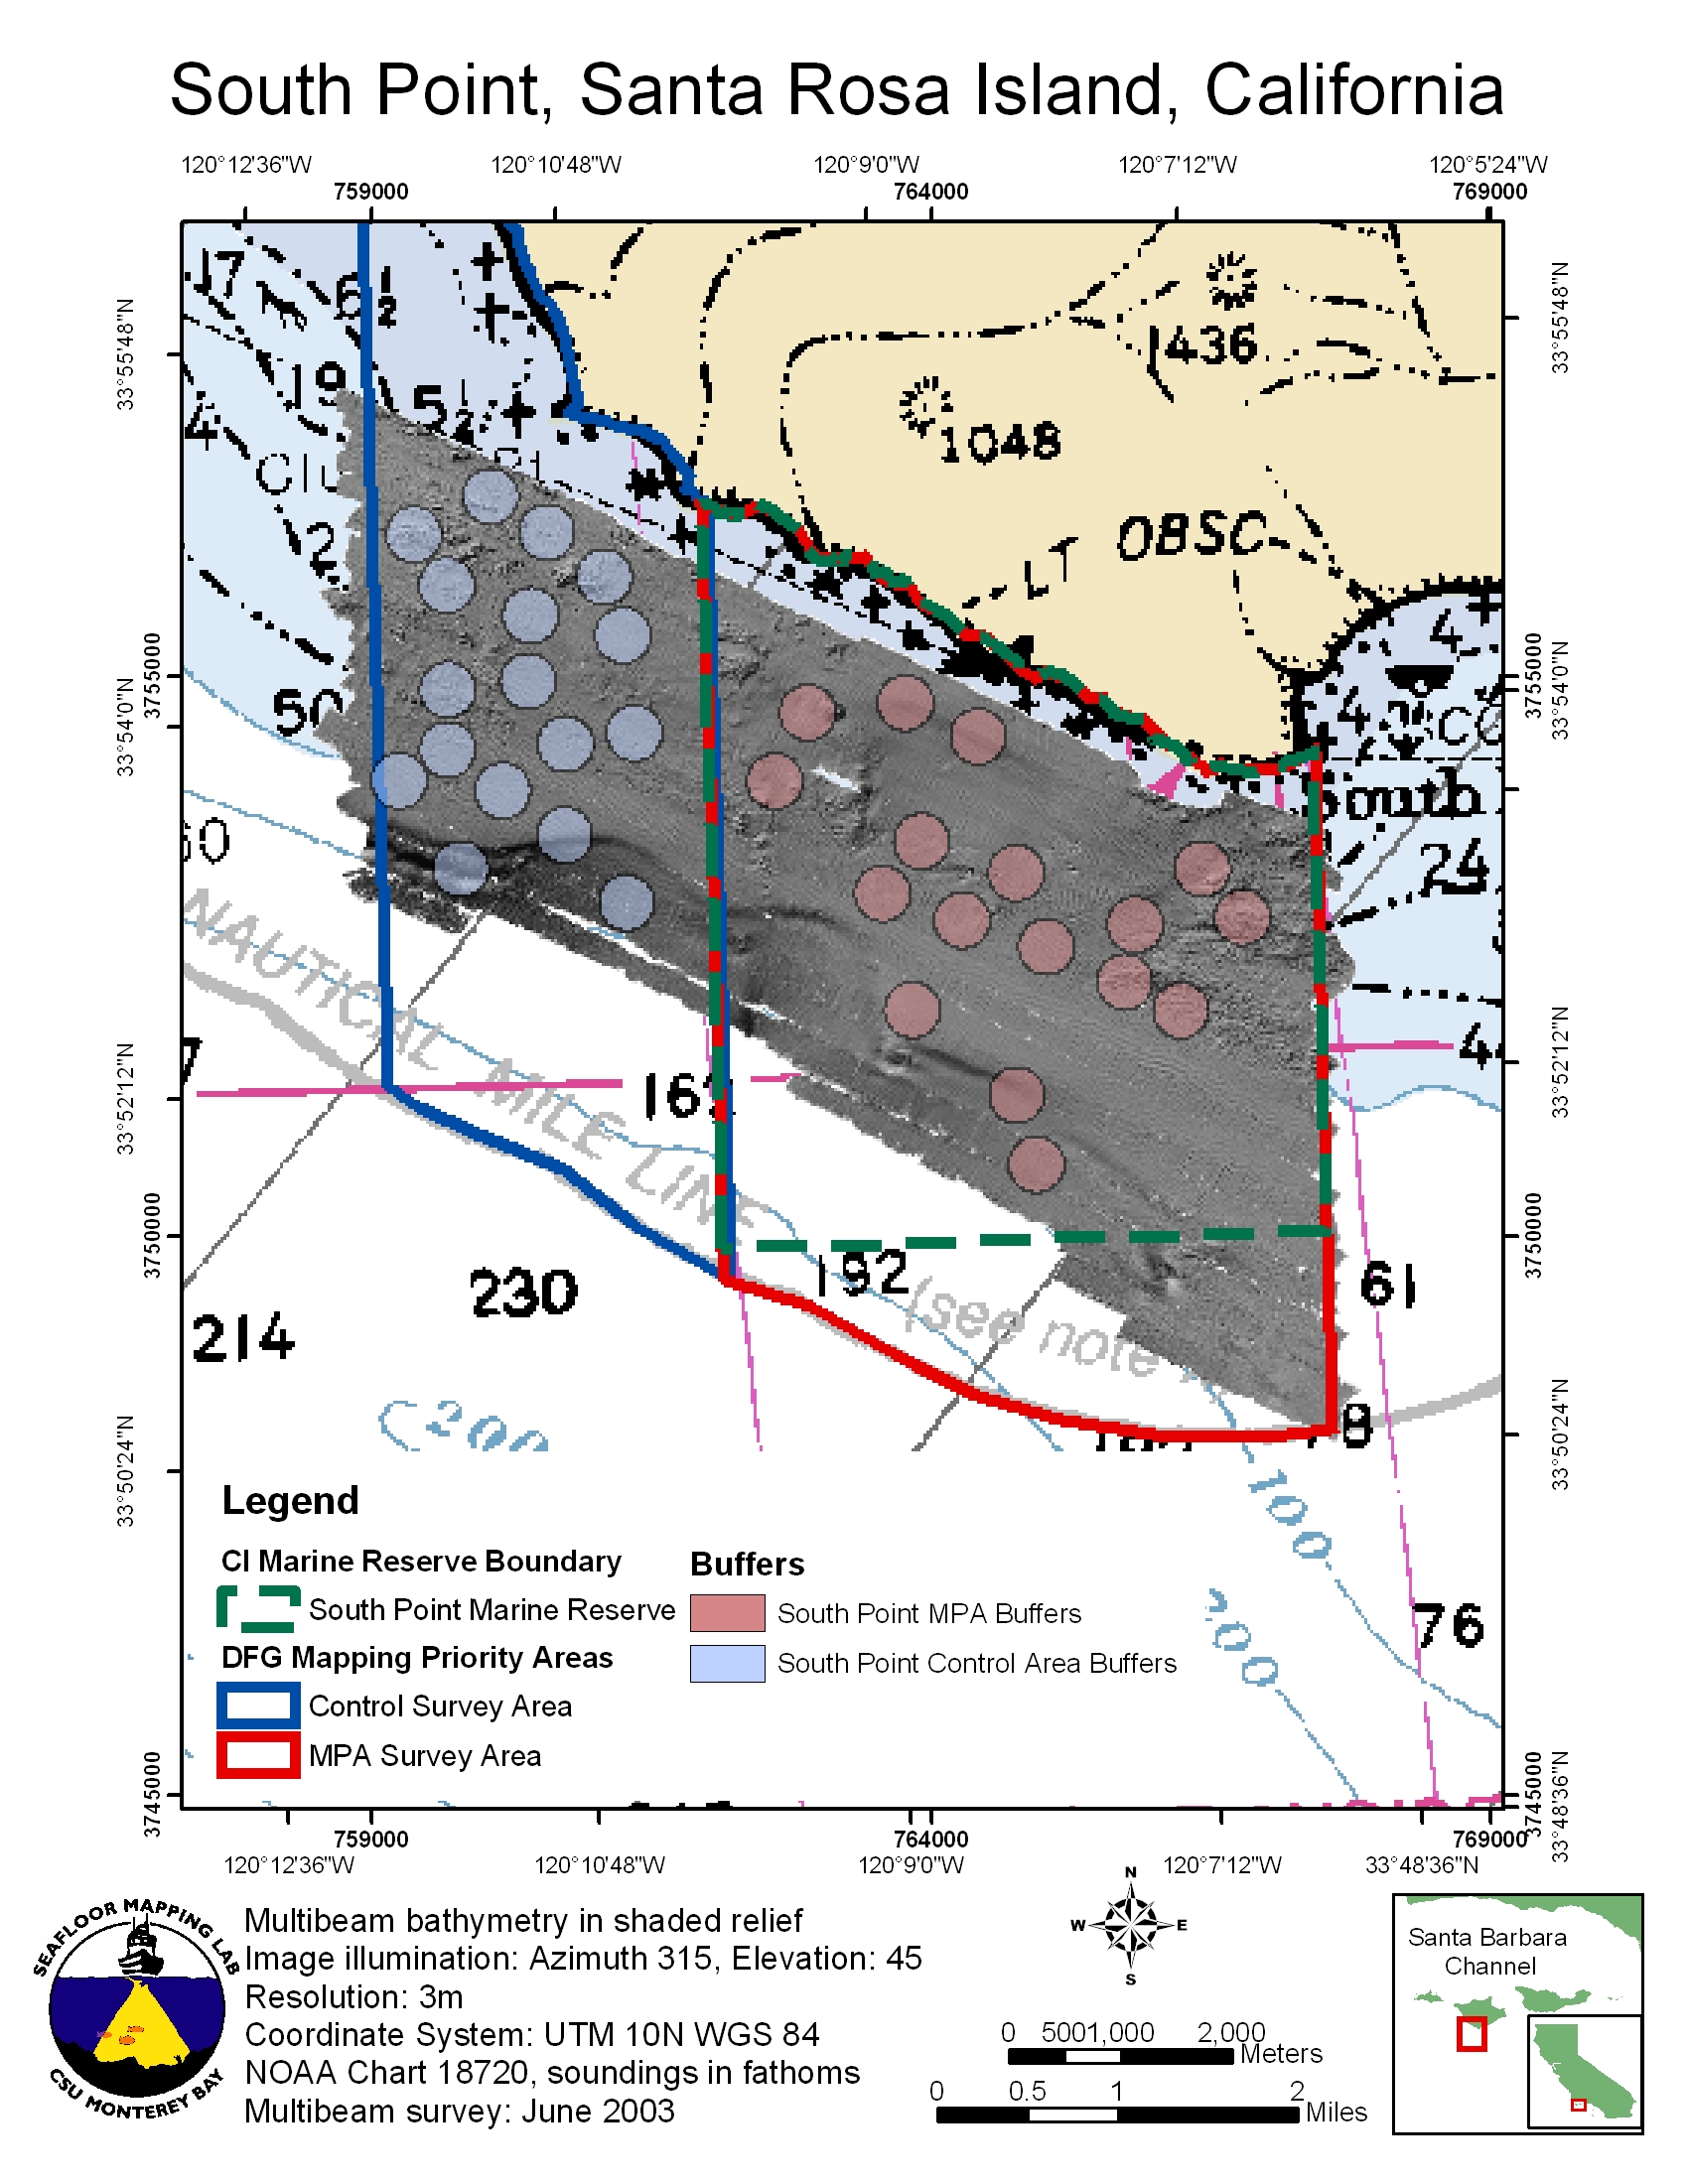 South Point, Santa Rosa Island, California
120°12'36"W 120°10'48"W 120°9'0"W 120°7'12"W 120°5'24"W
759000 764000 769000
33°55'48"N 33°55'48"N
17 6½
1436
19 5½
4
1048
OBSC
LT
3755000 3755000
33°54'0"N 33°54'0"N
50
4
South
24
60
NAUTICAL MILE LINE
33°52'12"N 33°52'12"N
7
4
3750000 3750000
192
61
230
(see note
214
33°50'24"N 33°50'24"N
200
8
100
200
76
Legend
CI Marine Reserve Boundary
South Point Marine Reserve
DFG Mapping Priority Areas
Control Survey Area
MPA Survey Area
Buffers
South Point MPA Buffers
South Point Control Area Buffers
3745000 3745000
33°48'36"N
759000 764000 769000
120°12'36"W 120°10'48"W 120°9'0"W 120°7'12"W 33°48'36"N
SEAFLOOR MAPPING LAB
CSU MONTEREY BAY
Multibeam bathymetry in shaded relief
Image illumination: Azimuth 315, Elevation: 45
Resolution: 3m
Coordinate System: UTM 10N WGS 84
NOAA Chart 18720, soundings in fathoms
Multibeam survey: June 2003
N
W E
S
0 500 1,000 2,000
Meters
0 0.5 1 2
Miles
Santa Barbara
Channel